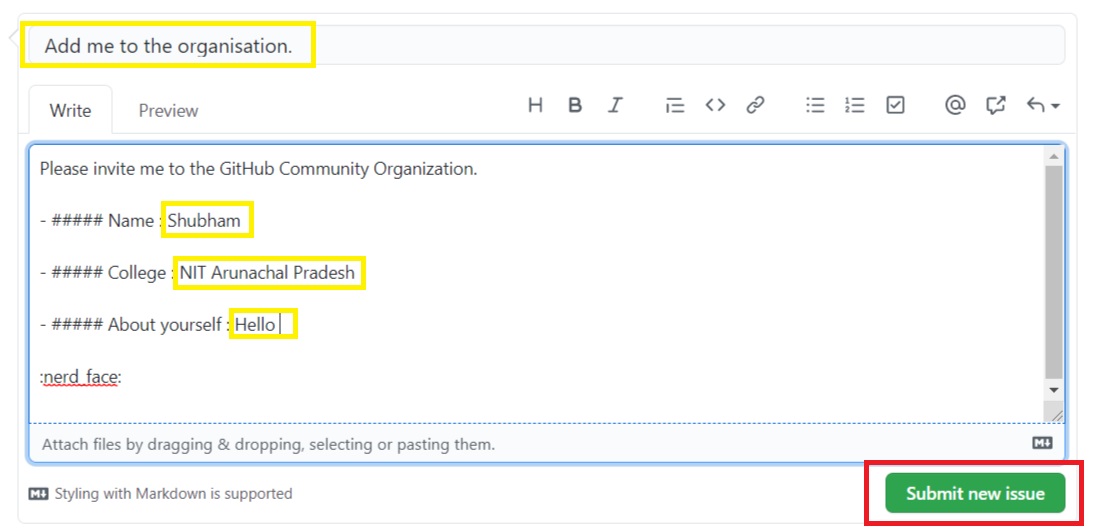 Add me to the organisation.
Write Preview
Please invite me to the GitHub Community Organization.
- ##### Name : Shubham
- ##### College : NIT Arunachal Pradesh
- ##### About yourself : Hello
:nerd_face:
Attach files by dragging & dropping, selecting or pasting them.
Styling with Markdown is supported
Submit new issue